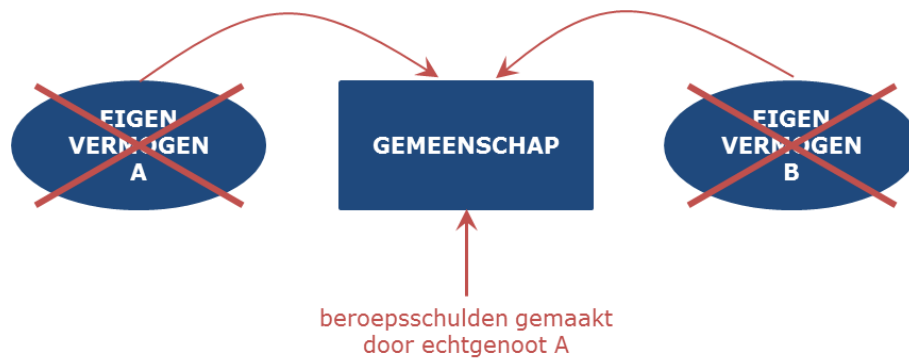 EIGEN
VERMOGEN
A
GEMEENSCHAP
EIGEN
VERMOGEN
B
beroepsschulden gemaakt
door echtgenoot A